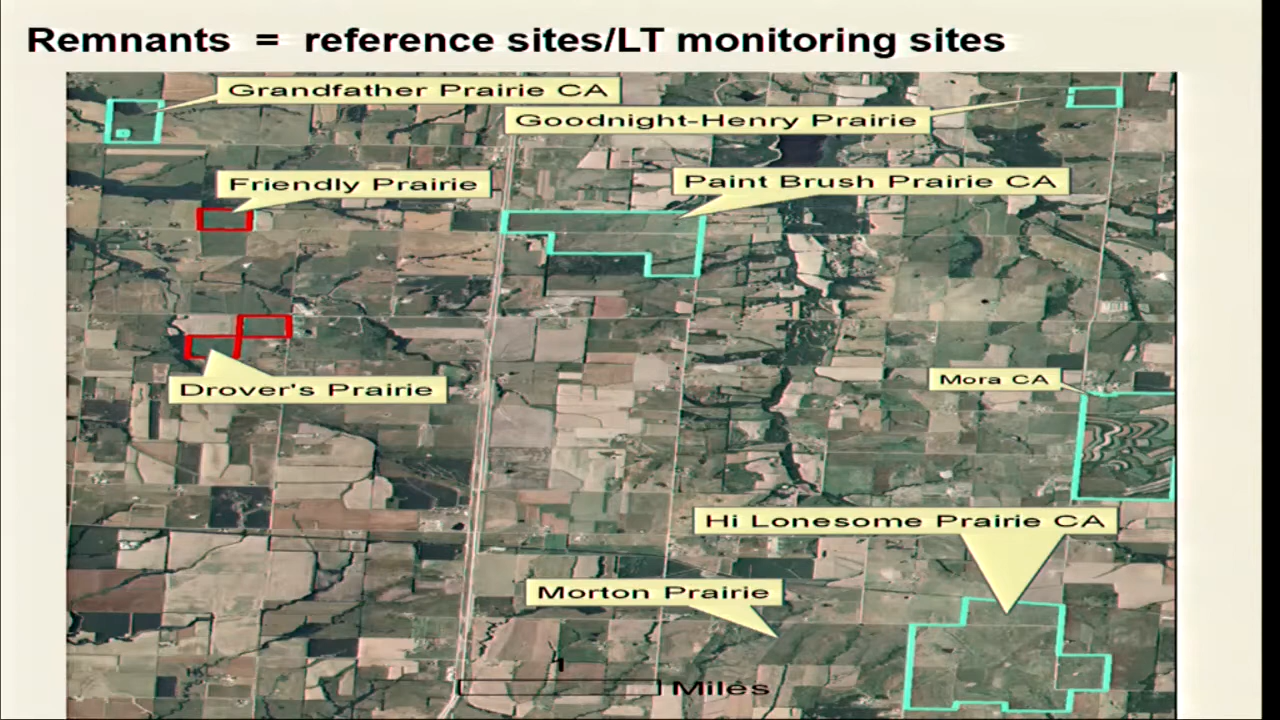 Remnants = reference sites/LT monitoring sites
Grandfather Prairie CA
Goodnight-Henry Prairie
Friendly Prairie
Paint Brush Prairie CA
Drover's Prairie
Mora CA
Hi Lonesome Prairie CA
Morton Prairie
1
Miles